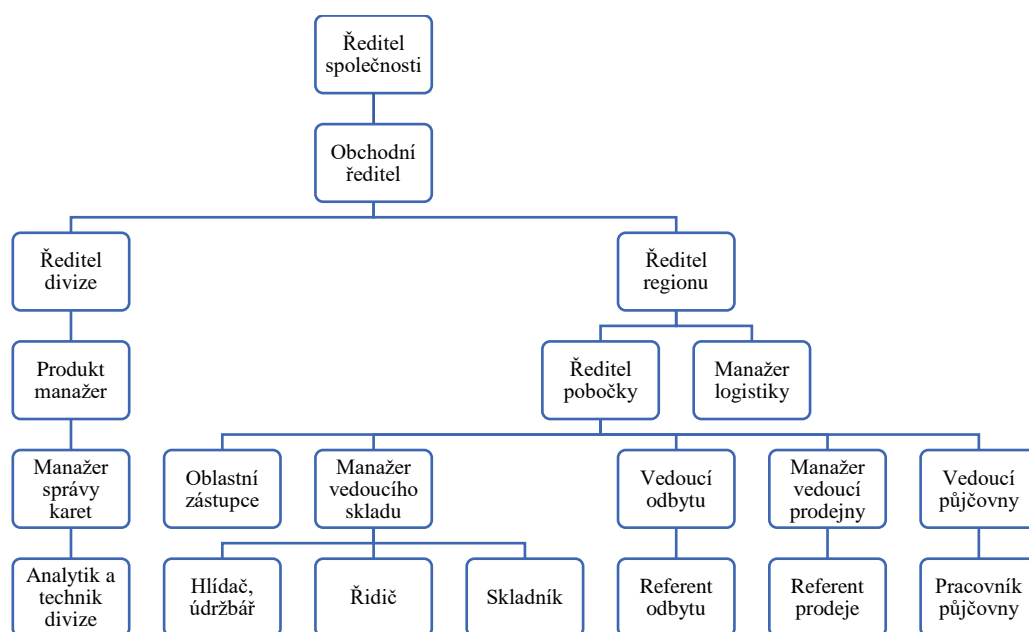 Ředitel
společnosti
Obchodní
ředitel
Ředitel
divize
Ředitel
regionu
Produkt
manažer
Ředitel
pobočky
Manažer
logistiky
Manažer
správy
karet
Oblastní
zástupce
Manažer
vedoucího
skladu
Vedoucí
odbytu
Manažer
vedoucí
prodejny
Vedoucí
půjčovny
Analytik a
technik
divize
Hlídač,
údržbář
Řidič
Skladník
Referent
odbytu
Referent
prodeje
Pracovník
půjčovny